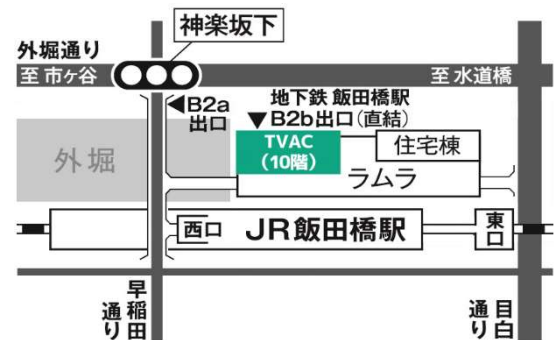 神楽坂下
外堀通り
至市ヶ谷
至水道橋
◀B2a
出口
地下鉄 飯田橋駅
▼B2b出口(直結)
TVAC
(10階)
住宅棟
外堀
ラムラ
西口
JR飯田橋駅
東口
早稲田通り
目白通り